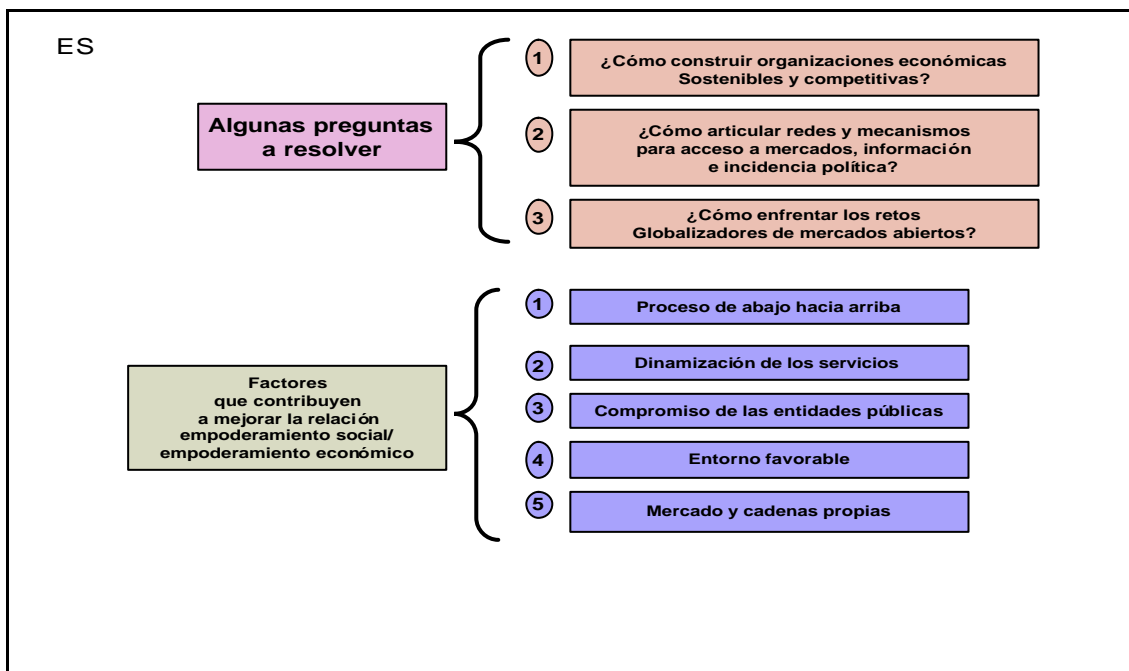 ES
Algunas preguntas
a resolver
1
¿Cómo construir organizaciones económicas
Sostenibles y competitivas?
2
¿Cómo articular redes y mecanismos
para acceso a mercados, información
e incidencia política?
3
¿Cómo enfrentar los retos
Globalizadores de mercados abiertos?
Factores
que contribuyen
a mejorar la relación
empoderamiento social/
empoderamiento económico
1
Proceso de abajo hacia arriba
2
Dinamización de los servicios
3
Compromiso de las entidades públicas
4
Entorno favorable
5
Mercado y cadenas propias